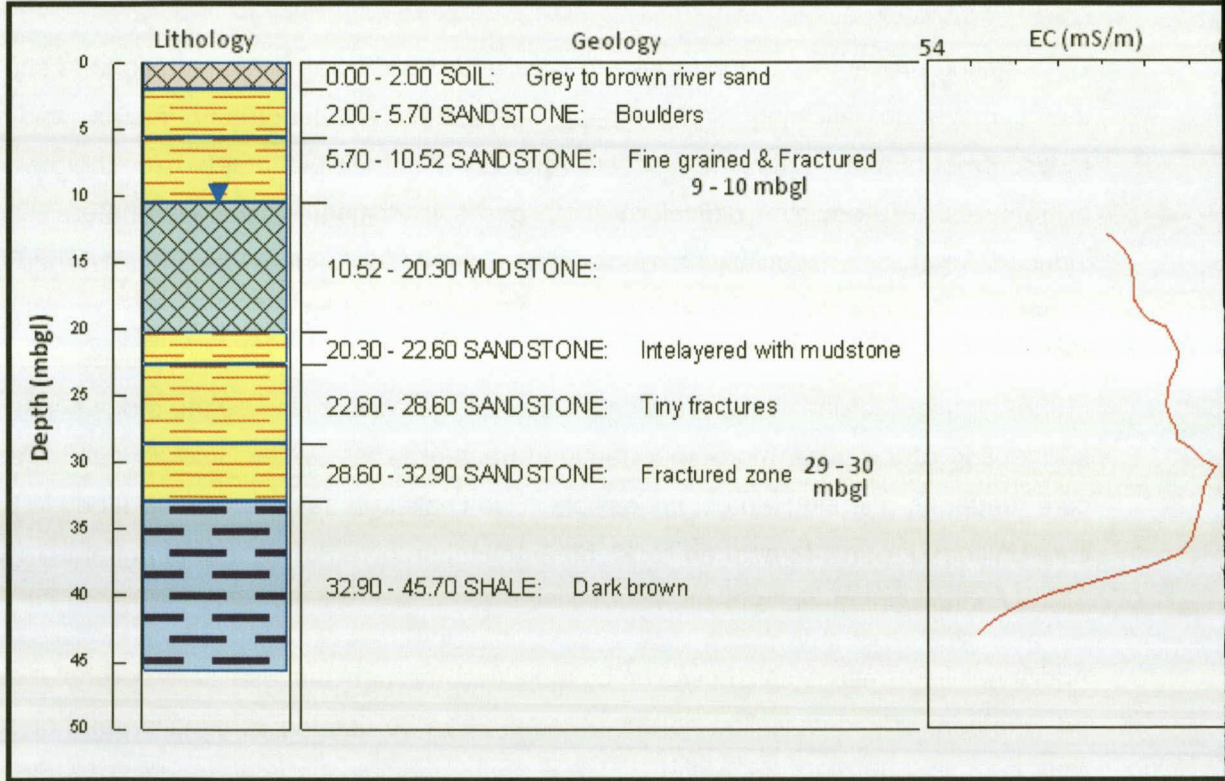 Lithology
Geology
54 EC (mS/m)
0
0.00 - 2.00 SOIL: Grey to brown river sand
2.00 - 5.70 SANDSTONE: Boulders
5
5.70 - 10.52 SANDSTONE: Fine grained & Fractured
9 - 10 mbgl
10
15
10.52 - 20.30 MUDSTONE:
20
20.30 - 22.60 SANDSTONE: Intelayered with mudstone
25
22.60 - 28.60 SANDSTONE: Tiny fractures
30
28.60 - 32.90 SANDSTONE: Fractured zone 29 - 30
mbgl
35
40
32.90 - 45.70 SHALE: Dark brown
45
50
Depth (mbgl)